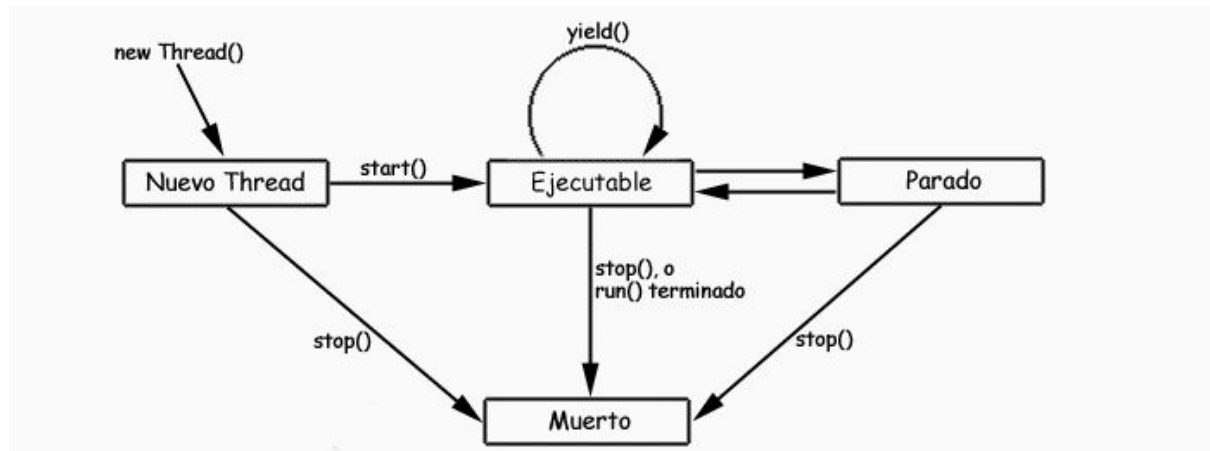 yield()
new Thread()
start()
Nuevo Thread
Ejecutable
Parado
stop(), o
run() terminado
stop()
stop()
Muerto